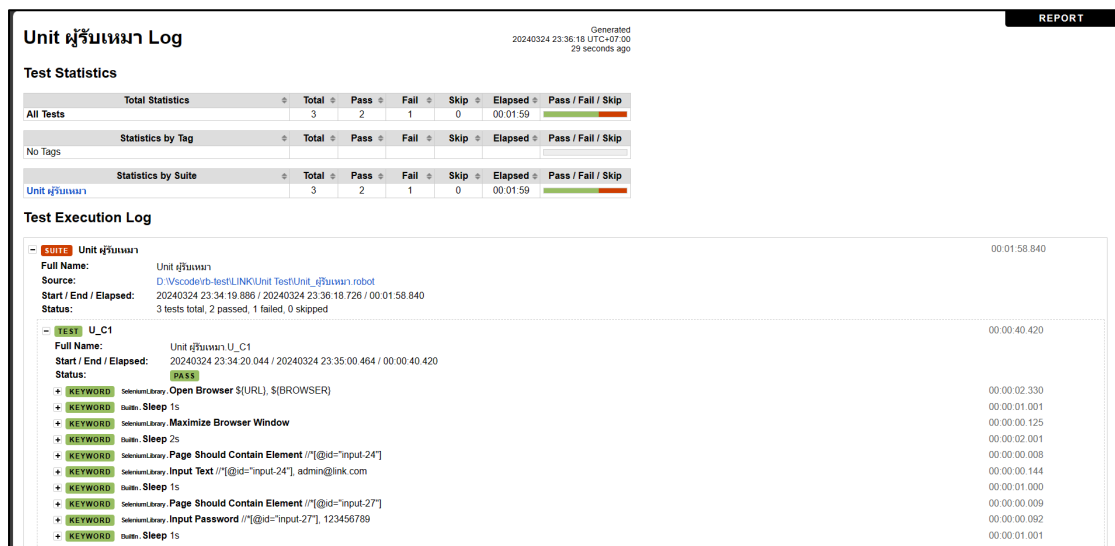 REPORT
Unit ผู้รับเหมา Log
Generated
20240324 23:36:18 UTC+07:00
29 seconds ago
Test Statistics
Total Statistics Total Pass Fail Skip Elapsed Pass / Fail / Skip
All Tests 3 2 1 0 00:01:59
Statistics by Tag Total Pass Fail Skip Elapsed Pass / Fail / Skip
No Tags
Statistics by Suite Total Pass Fail Skip Elapsed Pass / Fail / Skip
Unit ผู้รับเหมา 3 2 1 0 00:01:59
Test Execution Log
SUITE Unit ผู้รับเหมา 00:01:58.840
Full Name: Unit ผู้รับเหมา
Source: D:\Vscode\rb-test\LINK\Unit Test\Unit_ผู้รับเหมา.robot
Start / End / Elapsed: 20240324 23:34:19.886 / 20240324 23:36:18.726 / 00:01:58.840
Status: 3 tests total, 2 passed, 1 failed, 0 skipped
TEST U_C1 00:00:40.420
Full Name: Unit ผู้รับเหมา.U_C1
Start / End / Elapsed: 20240324 23:34:20.044 / 20240324 23:35:00.464 / 00:00:40.420
Status: PASS
KEYWORD SeleniumLibrary.Open Browser ${URL}, ${BROWSER} 00:00:02.330
KEYWORD BuiltIn.Sleep 1s 00:00:01.001
KEYWORD SeleniumLibrary.Maximize Browser Window 00:00:00.125
KEYWORD BuiltIn.Sleep 2s 00:00:02.001
KEYWORD SeleniumLibrary.Page Should Contain Element //*[@id="input-24"] 00:00:00.008
KEYWORD SeleniumLibrary.Input Text //*[@id="input-24"], admin@link.com 00:00:00.144
KEYWORD BuiltIn.Sleep 1s 00:00:01.000
KEYWORD SeleniumLibrary.Page Should Contain Element //*[@id="input-27"] 00:00:00.009
KEYWORD SeleniumLibrary.Input Password //*[@id="input-27"], 123456789 00:00:00.092
KEYWORD BuiltIn.Sleep 1s 00:00:01.001